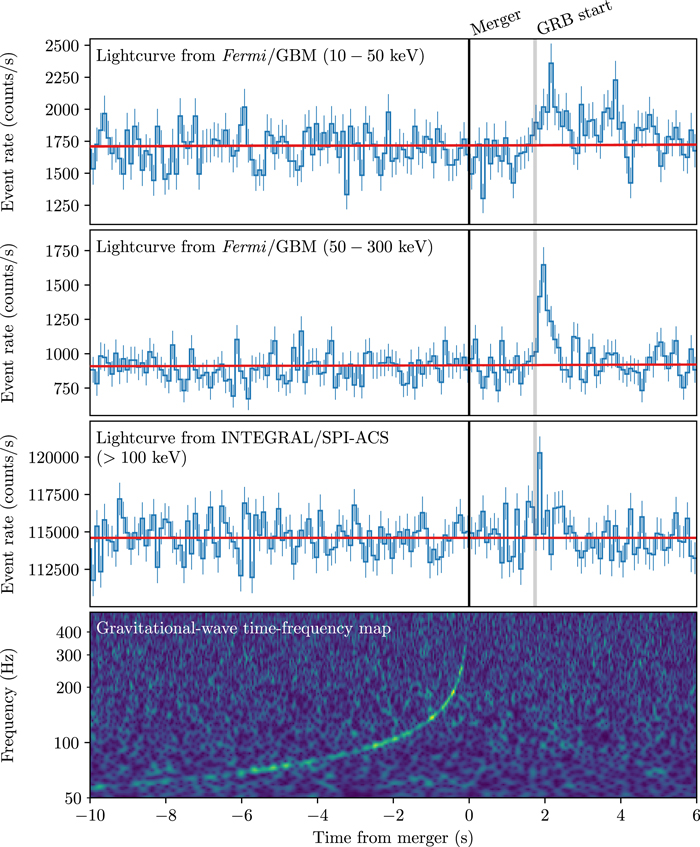 Merger GRB start
Lightcurve from Fermi/GBM (10 − 50 keV)
Event rate (counts/s)
2500
2250
2000
1750
1500
1250
Lightcurve from Fermi/GBM (50 − 300 keV)
Event rate (counts/s)
1750
1500
1250
1000
750
Lightcurve from INTEGRAL/SPI-ACS
(> 100 keV)
Event rate (counts/s)
120000
117500
115000
112500
Gravitational-wave time-frequency map
Frequency (Hz)
400
300
200
100
50
−10 −8 −6 −4 −2 0 2 4 6
Time from merger (s)